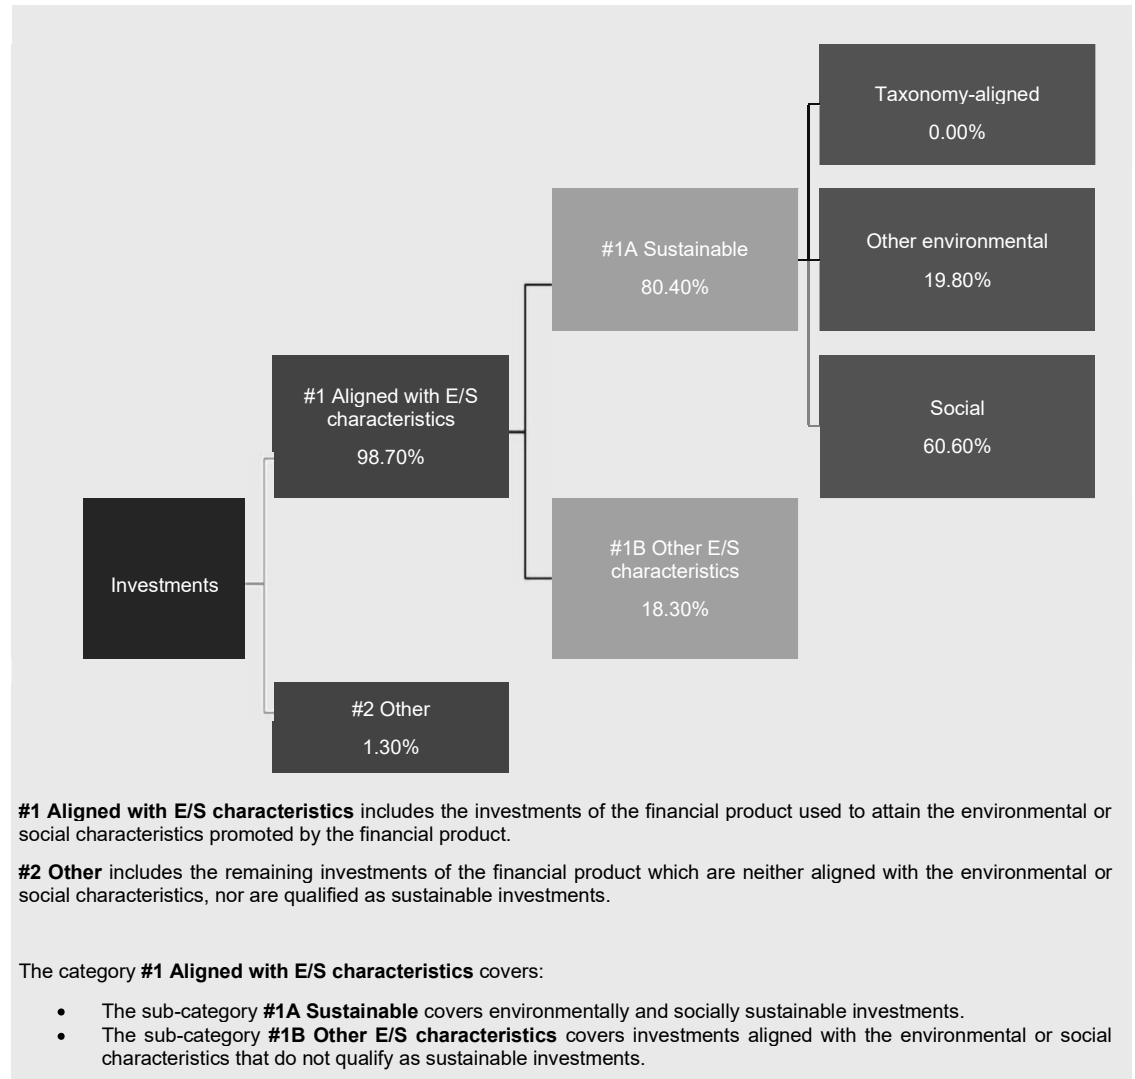 Taxonomy-aligned
0.00%
#1A Sustainable
80.40%
Other environmental
19.80%
#1 Aligned with E/S
characteristics
98.70%
Social
60.60%
Investments
#1B Other E/S
characteristics
18.30%
#2 Other
1.30%
#1 Aligned with E/S characteristics includes the investments of the financial product used to attain the environmental or
social characteristics promoted by the financial product.
#2 Other includes the remaining investments of the financial product which are neither aligned with the environmental or
social characteristics, nor are qualified as sustainable investments.
The category #1 Aligned with E/S characteristics covers:
• The sub-category #1A Sustainable covers environmentally and socially sustainable investments.
• The sub-category #1B Other E/S characteristics covers investments aligned with the environmental or social
characteristics that do not qualify as sustainable investments.